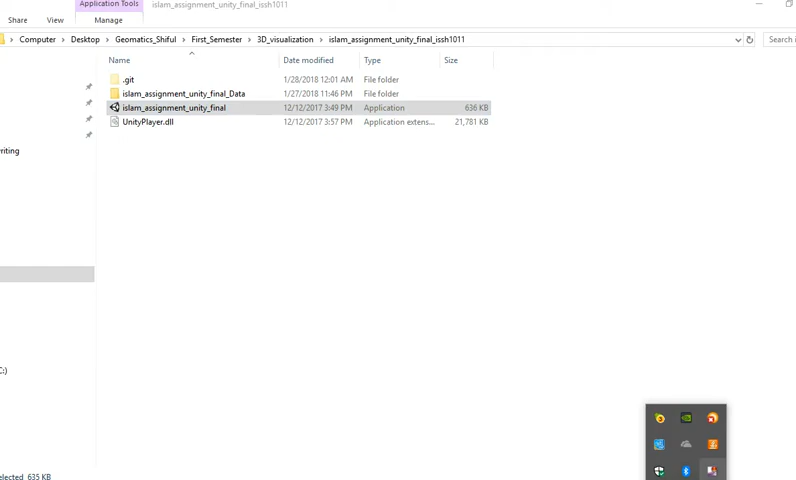 Application Tools islam_assignment_unity_final_issh1011
Share View Manage
Computer Desktop Geomatics_Shiful First_Semester 3D_visualization islam_assignment_unity_final_issh1011 Search i
Name Date modified Type Size
.git 1/28/2018 12:01 AM File folder
islam_assignment_unity_final_Data 1/27/2018 11:46 PM File folder
islam_assignment_unity_final 12/12/2017 3:49 PM Application 636 KB
UnityPlayer.dll 12/12/2017 3:57 PM Application extens... 21,781 KB
riting
C:)
elected 635 KB